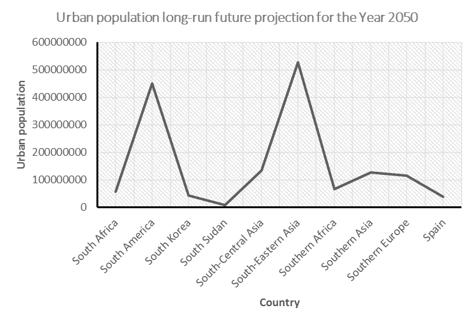 Urban population long-run future projection for the Year 2050
Urban population
600000000
500000000
400000000
300000000
200000000
100000000
0
South Africa
South America
South Korea
South Sudan
South-Central Asia
South-Eastern Asia
Southern Africa
Southern Asia
Southern Europe
Spain
Country